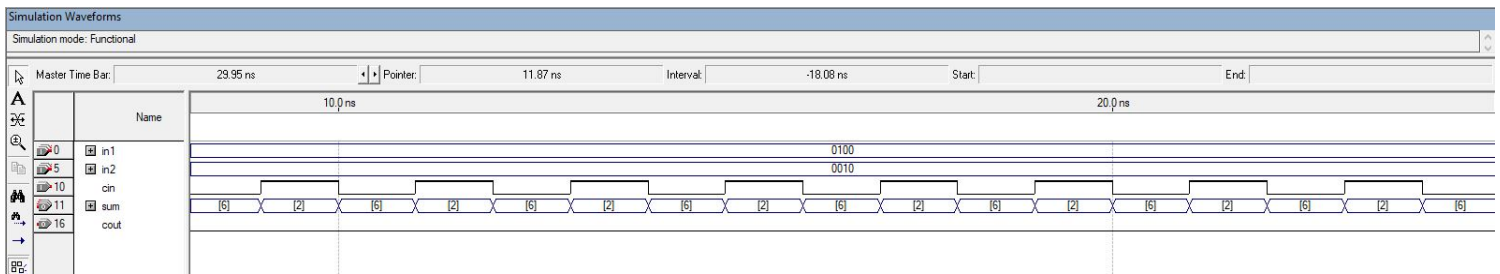 Simulation Waveforms
Simulation mode: Functional
Master Time Bar: 29.95 ns Pointer: 11.87 ns Interval: -18.08 ns Start: End:
A
10.0 ns 20.0 ns
Name
0 in1 0100
5 in2 0010
10 cin
11 sum [6] [2] [6] [2] [6] [2] [6] [2] [6] [2] [6] [2] [6] [2] [6] [2] [6]
16 cout